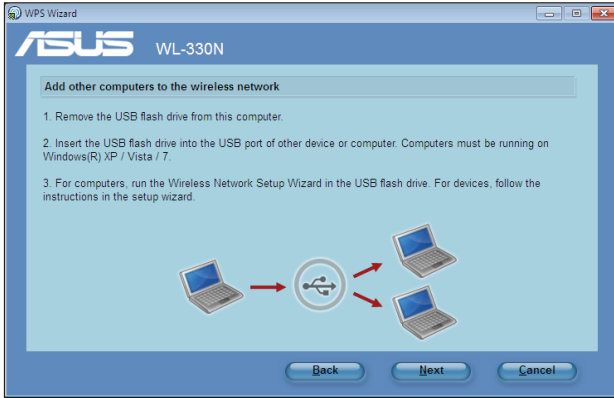 WPS Wizard
ASUS WL-330N
Add other computers to the wireless network
1. Remove the USB flash drive from this computer.
2. Insert the USB flash drive into the USB port of other device or computer. Computers must be running on
Windows(R) XP / Vista / 7.
3. For computers, run the Wireless Network Setup Wizard in the USB flash drive. For devices, follow the
instructions in the setup wizard.
Back Next Cancel